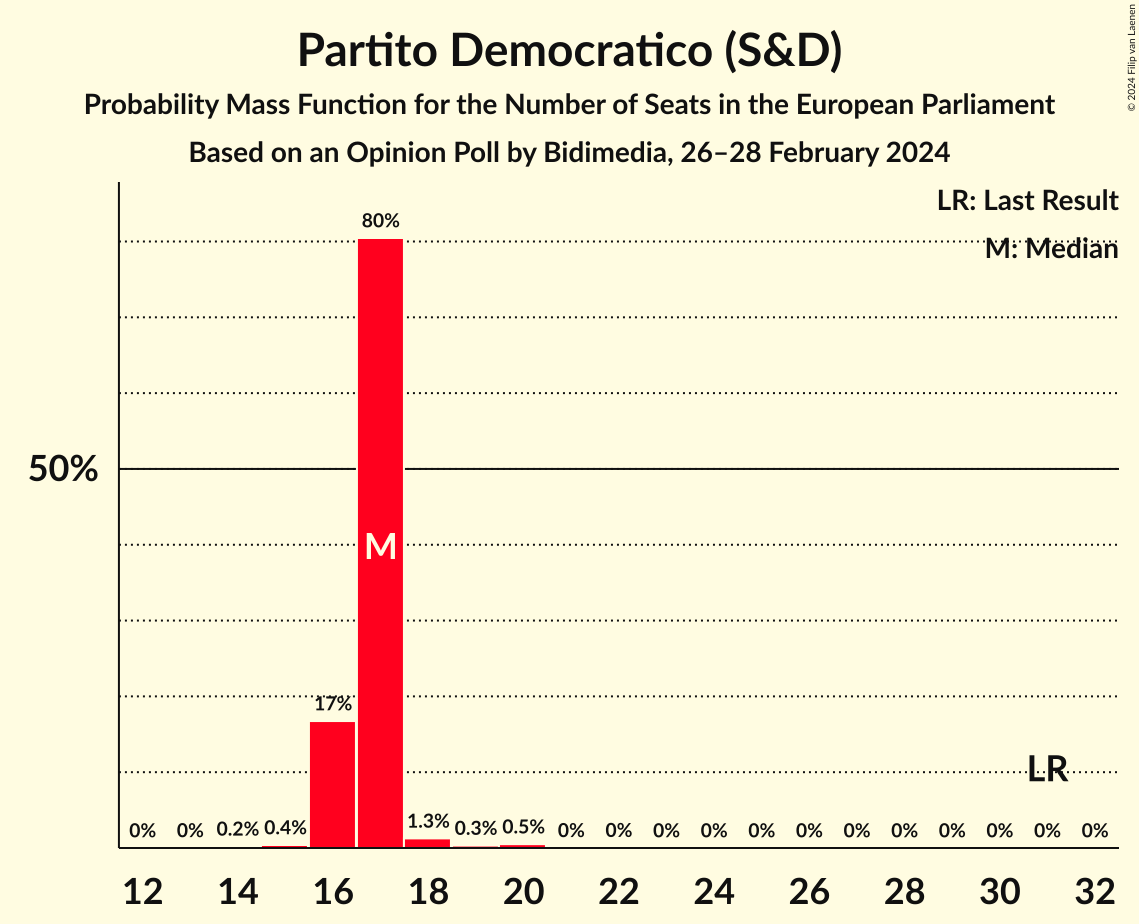 Partito Democratico (S&D)
Probability Mass Function for the Number of Seats in the European Parliament
Based on an Opinion Poll by Bidimedia, 26–28 February 2024
© 2024 Filip van Laenen
LR: Last Result
M: Median
80%
50%
M
17%
LR
0% 0% 0.2% 0.4% 1.3% 0.3% 0.5% 0% 0% 0% 0% 0% 0% 0% 0% 0% 0% 0% 0%
12 14 16 18 20 22 24 26 28 30 32